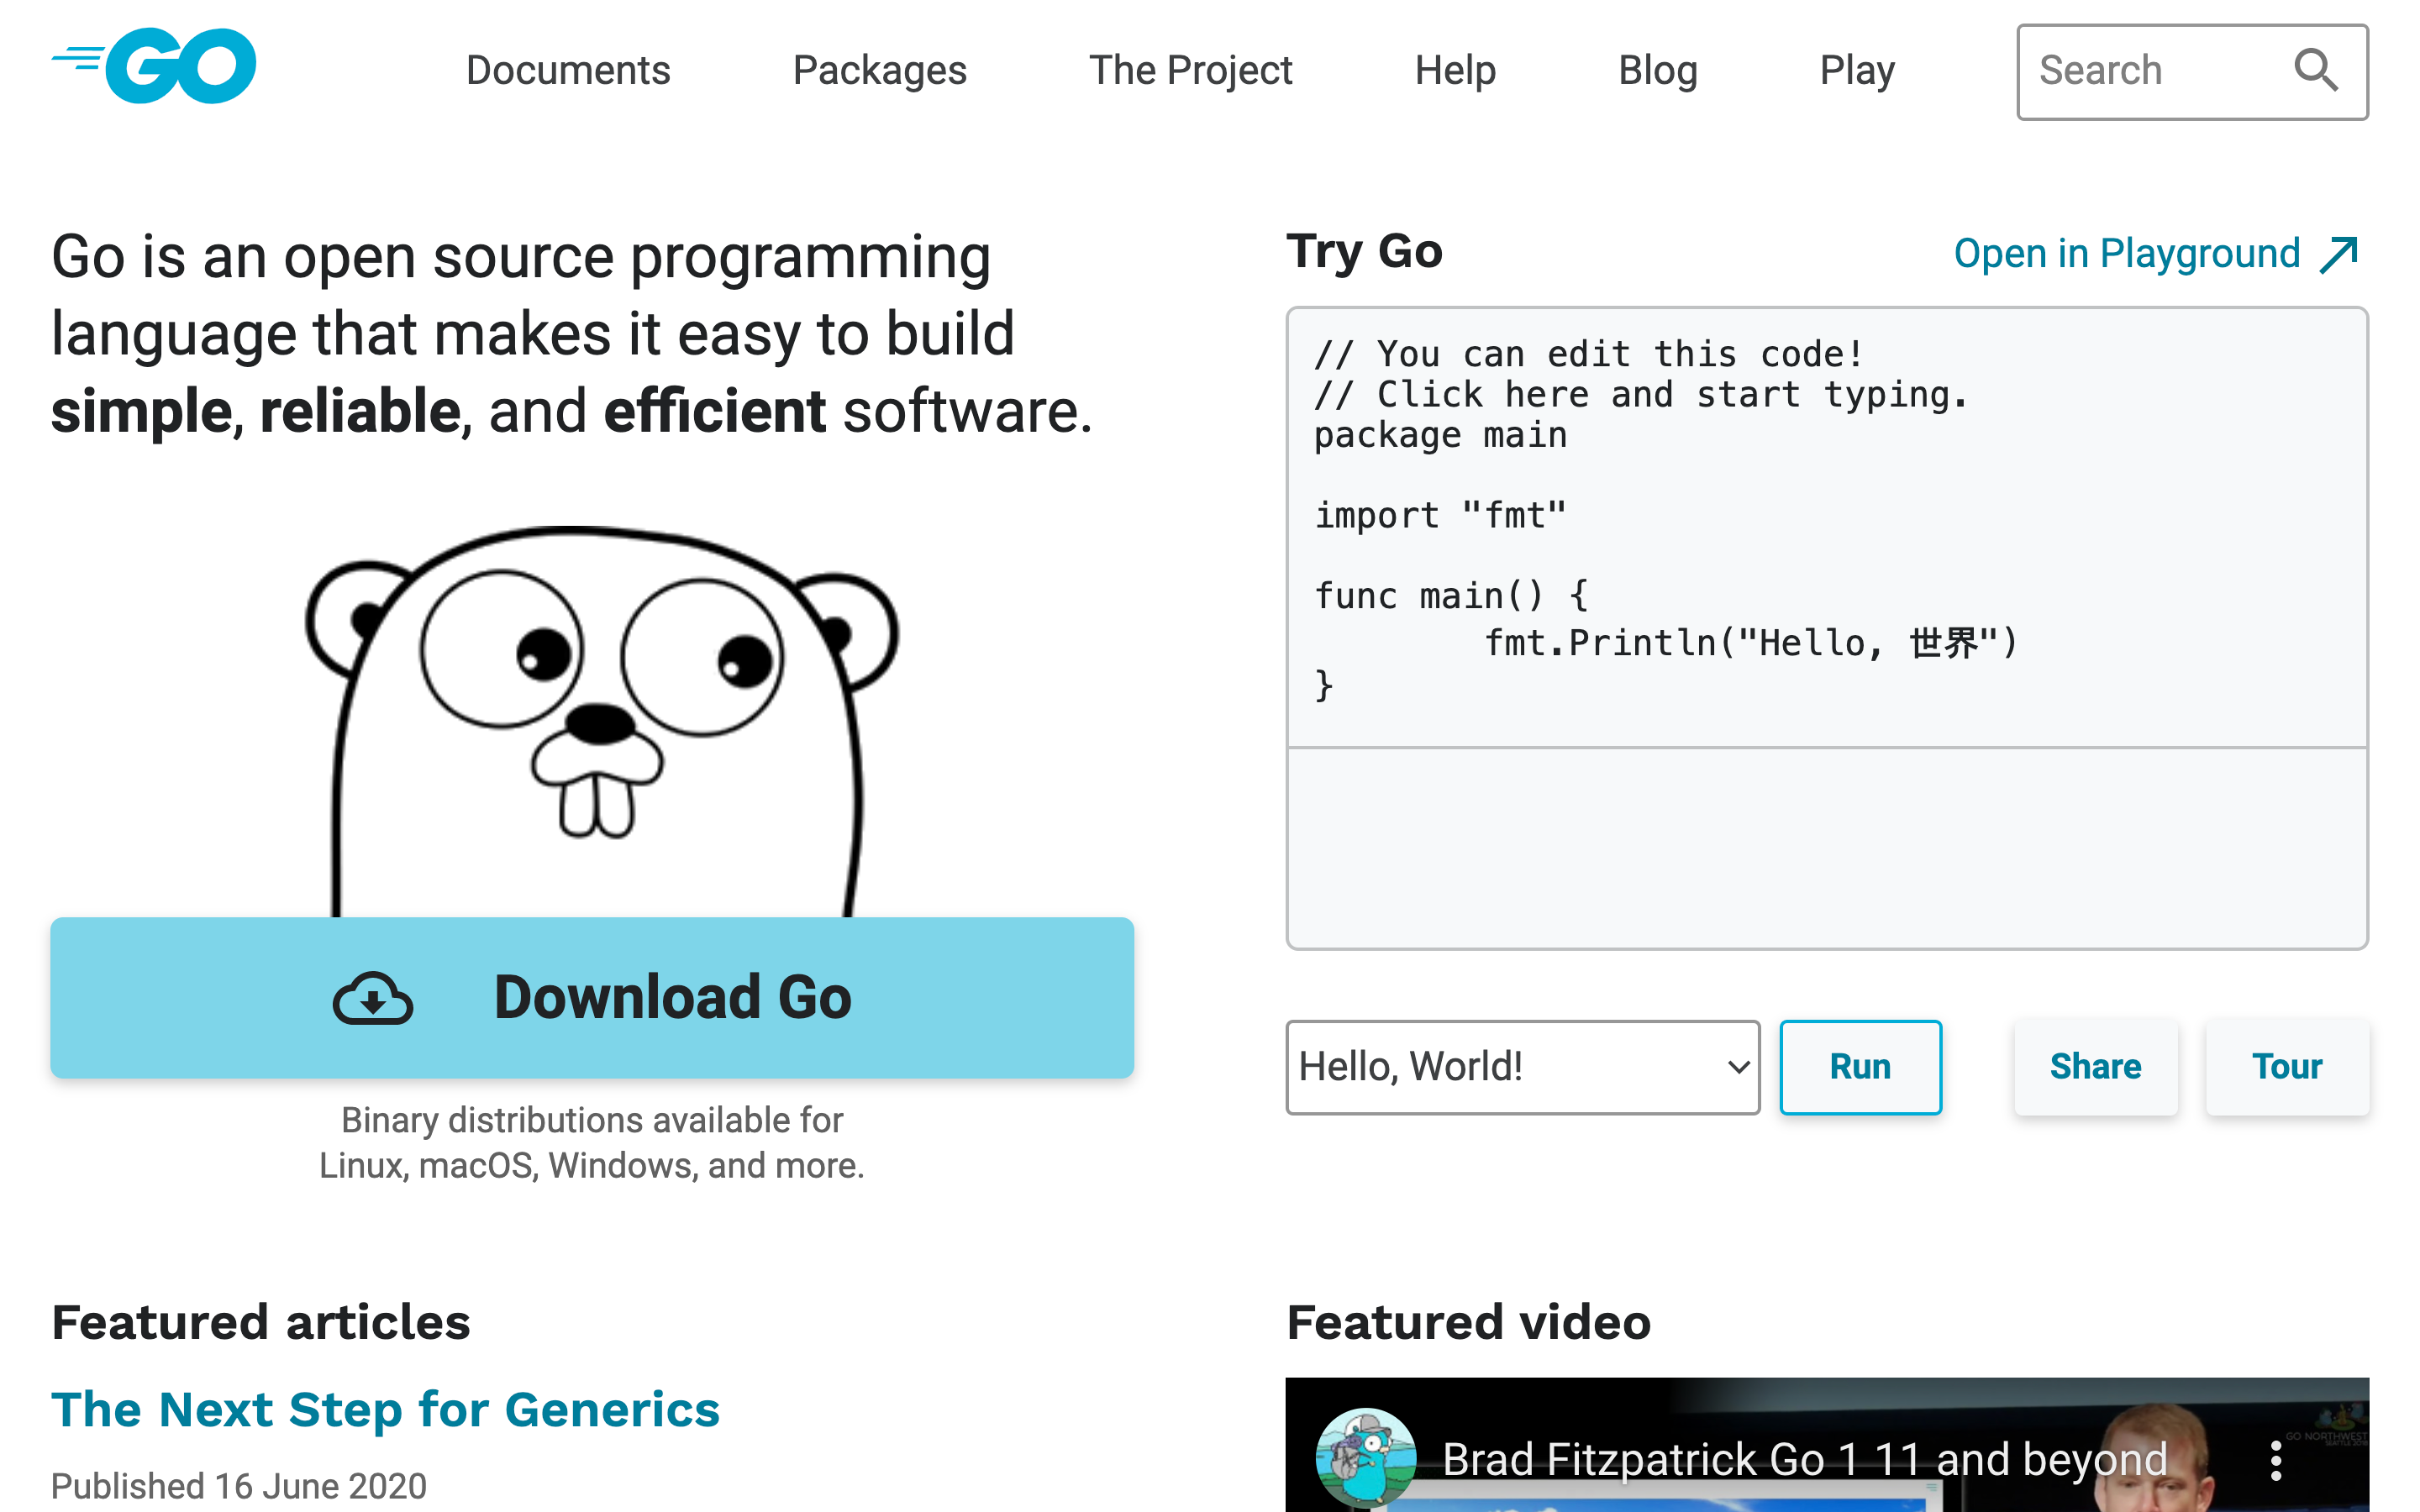 GO
Documents
Packages
The Project
Help
Blog
Play
Search
Go is an open source programming
language that makes it easy to build
simple, reliable, and efficient software.
Download Go
Binary distributions available for
Linux, macOS, Windows, and more.
Try Go
Open in Playground
// You can edit this code!
// Click here and start typing.
package main
import "fmt"
func main() {
	fmt.Println("Hello, 世界")
}
Hello, World!
Run
Share
Tour
Featured articles
The Next Step for Generics
Published 16 June 2020
Featured video
Brad Fitzpatrick Go 1 11 and beyond
GO NORTHWEST